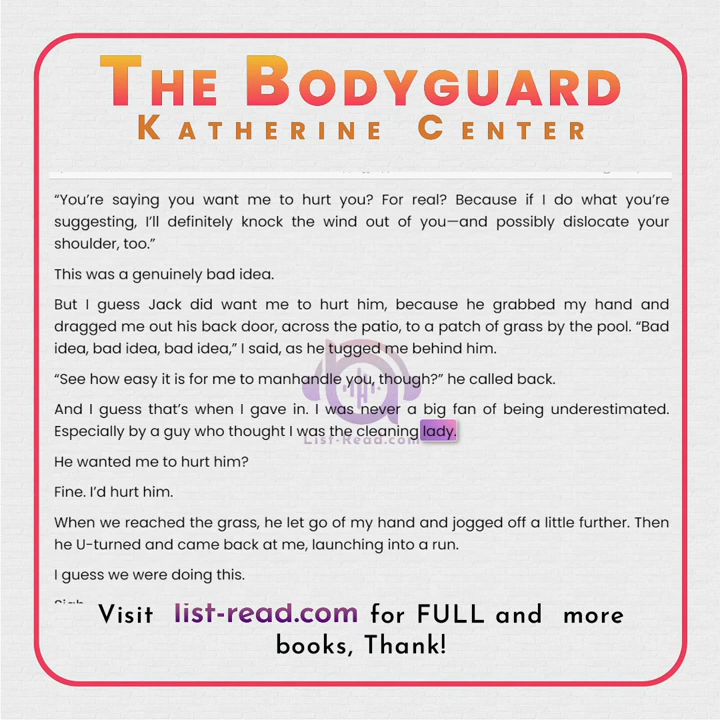 THE BODYGUARD
KATHERINE CENTER
“You’re saying you want me to hurt you? For real? Because if I do what you’re
suggesting, I’ll definitely knock the wind out of you—and possibly dislocate your
shoulder, too.”
This was a genuinely bad idea.
But I guess Jack did want me to hurt him, because he grabbed my hand and
dragged me out his back door, across the patio, to a patch of grass by the pool. “Bad
idea, bad idea, bad idea,” I said, as he tugged me behind him.
“See how easy it is for me to manhandle you, though?” he called back.
And I guess that’s when I gave in. I was never a big fan of being underestimated.
Especially by a guy who thought I was the cleaning lady.
List-Read.com
He wanted me to hurt him?
Fine. I’d hurt him.
When we reached the grass, he let go of my hand and jogged off a little further. Then
he U-turned and came back at me, launching into a run.
I guess we were doing this.
Visit list-read.com for FULL and more
books, Thank!